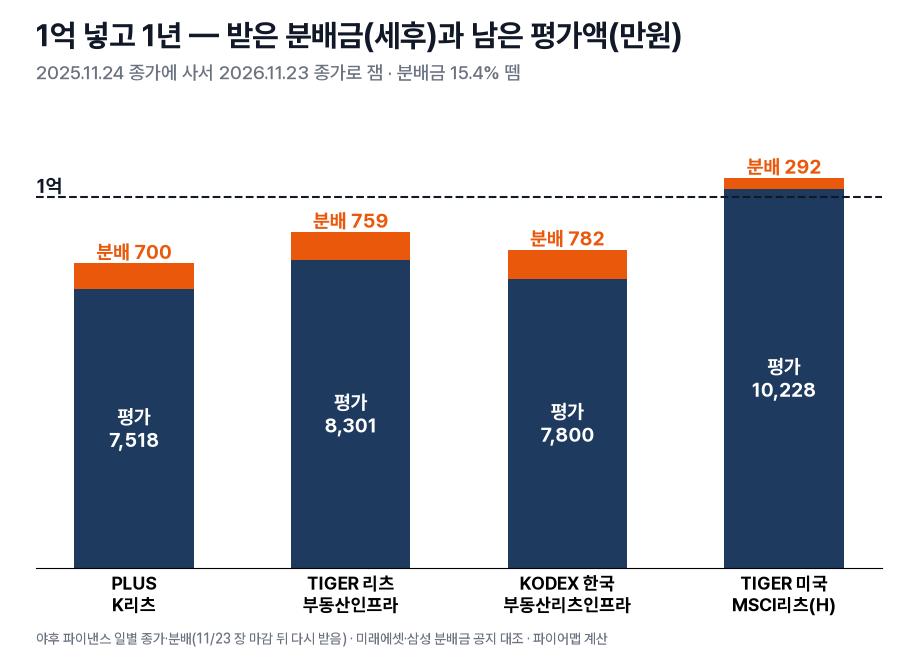 1억 넣고 1년 — 받은 분배금(세후)과 남은 평가액(만원)
2025.11.24 종가에 사서 2026.11.23 종가로 잼 · 분배금 15.4% 뗌
1억
분배 700
분배 759
분배 782
분배 292
평가
7,518
평가
8,301
평가
7,800
평가
10,228
PLUS
K리츠
TIGER 리츠
부동산인프라
KODEX 한국
부동산리츠인프라
TIGER 미국
MSCI리츠(H)
야후 파이낸스 일별 종가·분배(11/23 장 마감 뒤 다시 받음) · 미래에셋·삼성 분배금 공지 대조 · 파이어맵 계산